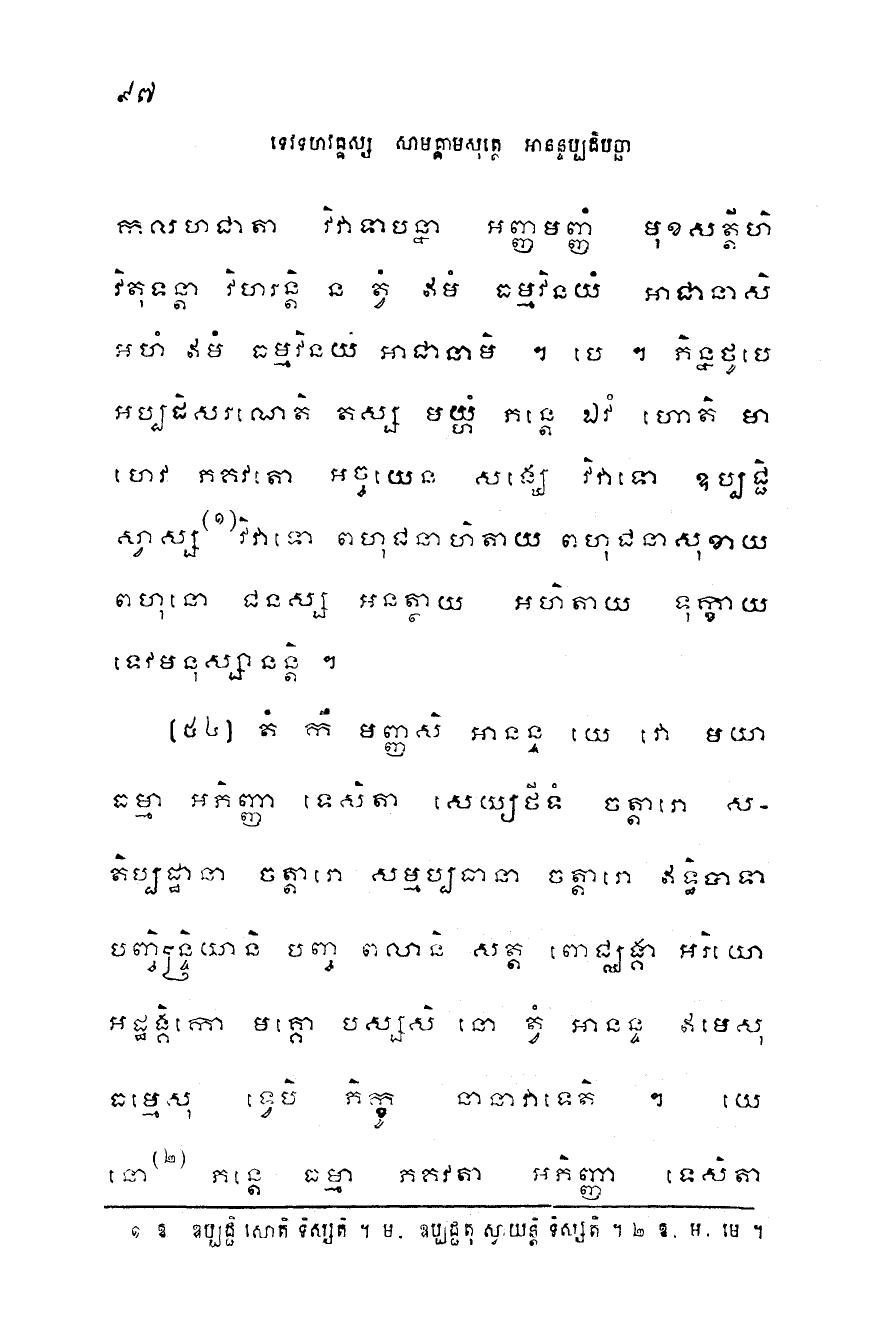 ៩៧
ទេវទហវគ្គស្ស សាមគ្គាមសុត្តេ អានន្ទប្បដិបុច្ឆា
កលហជាតា វិវាទាបន្នា អញ្ញមញ្ញំ មុខសត្តីហិ
វិតុទន្តា វិហរន្តិ ន ត្វំ ឥមំ ធម្មវិនយំ អាជានាសិ
អហំ ឥមំ ធម្មវិនយំ អាជានាមិ ។ បេ ។ ភិន្នថូបេ
អប្បដិសរណេតិ តស្ស មយ្ហំ ភន្តេ ឯវំ ហោតិ មា
ហេវ ភគវតោ អច្ចយេន សង្ឃេ វិវាទោ ឧប្បជ្ជិ
ស្វាស្ស(១)វិវាទោ ពហុជនាហិតាយ ពហុជនាសុខាយ
ពហុនោ ជនស្ស អនត្ថាយ អហិតាយ ទុក្ខាយ
ទេវមនុស្សានន្តិ ។
[៥៤] តំ កឹ មញ្ញសិ អានន្ទ យេ វោ មយា
ធម្មា អភិញ្ញា ទេសិតា សេយ្យថីទំ ចត្តារោ ស-
តិប្បដ្ឋានា ចត្តារោ សម្មប្បធានា ចត្តារោ ឥទ្ធិបាទា
បញ្ចិន្ទ្រិយានិ បញ្ច ពលានិ សត្ត ពោជ្ឈង្គា អរិយោ
អដ្ឋង្គិកោ មគ្គោ បស្សសិ នោ ត្វំ អានន្ទ ឥមេសុ
ធម្មេសុ ទ្វេបិ ភិក្ខូ នានាវាទេតិ ។ យេ
នោ(២) ភន្តេ ធម្មា ភគវតា អភិញ្ញា ទេសិតា
១ ឱ ឧប្បជ្ជិ សោតិ ទិស្សតិ ។ ម. ឧប្បជ្ជតុ ស្វាយន្តិ ទិស្សតិ ។ ២ ឱ. ម. មេ ។